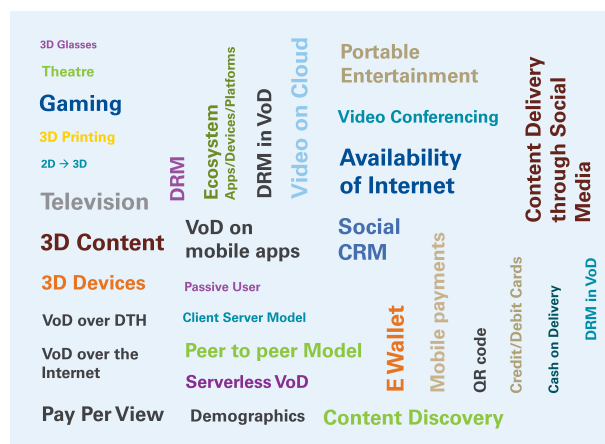 3D Glasses
Theatre
Gaming
3D Printing
2D → 3D
Television
3D Content
3D Devices
VoD over DTH
VoD over the
Internet
Pay Per View
DRM
Ecosystem
Apps/Devices/Platforms
DRM in VoD
Video on Cloud
VoD on
mobile apps
Passive User
Client Server Model
Peer to peer Model
Serverless VoD
Demographics
Portable
Entertainment
Video Conferencing
Availability
of Internet
Social
CRM
Content Delivery
through Social
Media
E Wallet
Mobile payments
QR code
Credit/Debit Cards
Cash on Delivery
DRM in VoD
Content Discovery